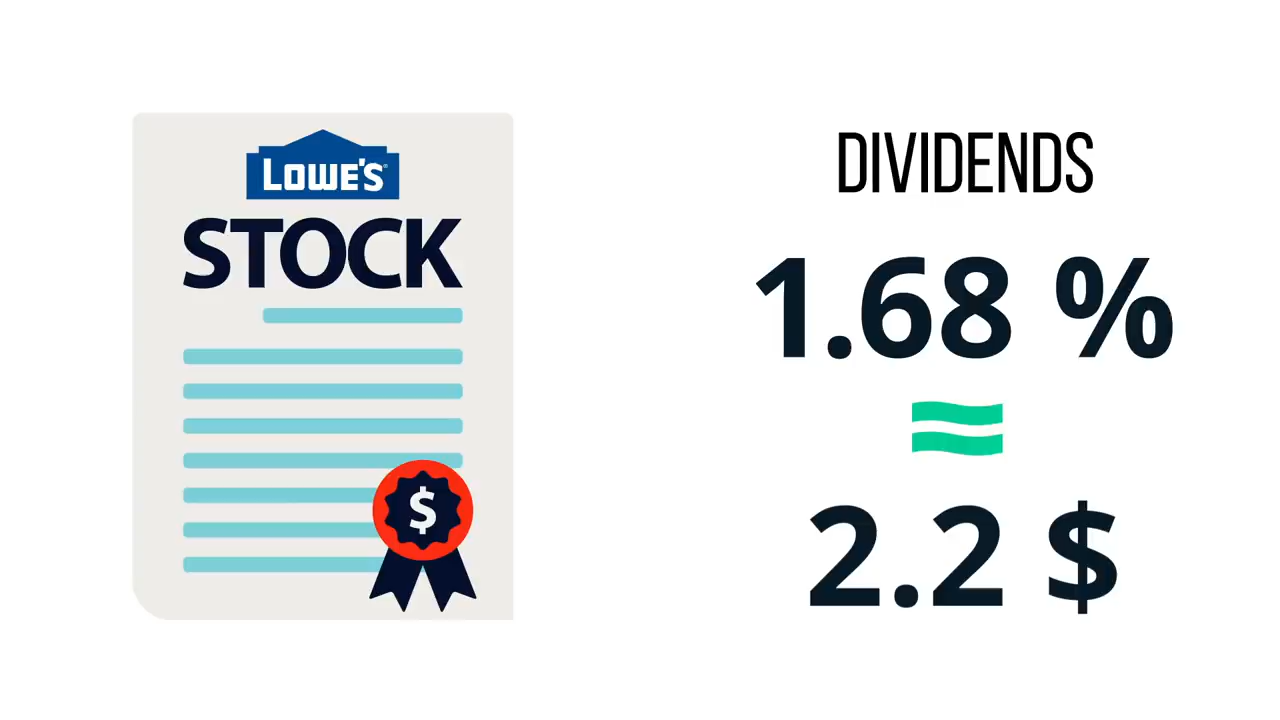 LOWE'S
STOCK
$
DIVIDENDS
1.68 %
≈
2.2 $